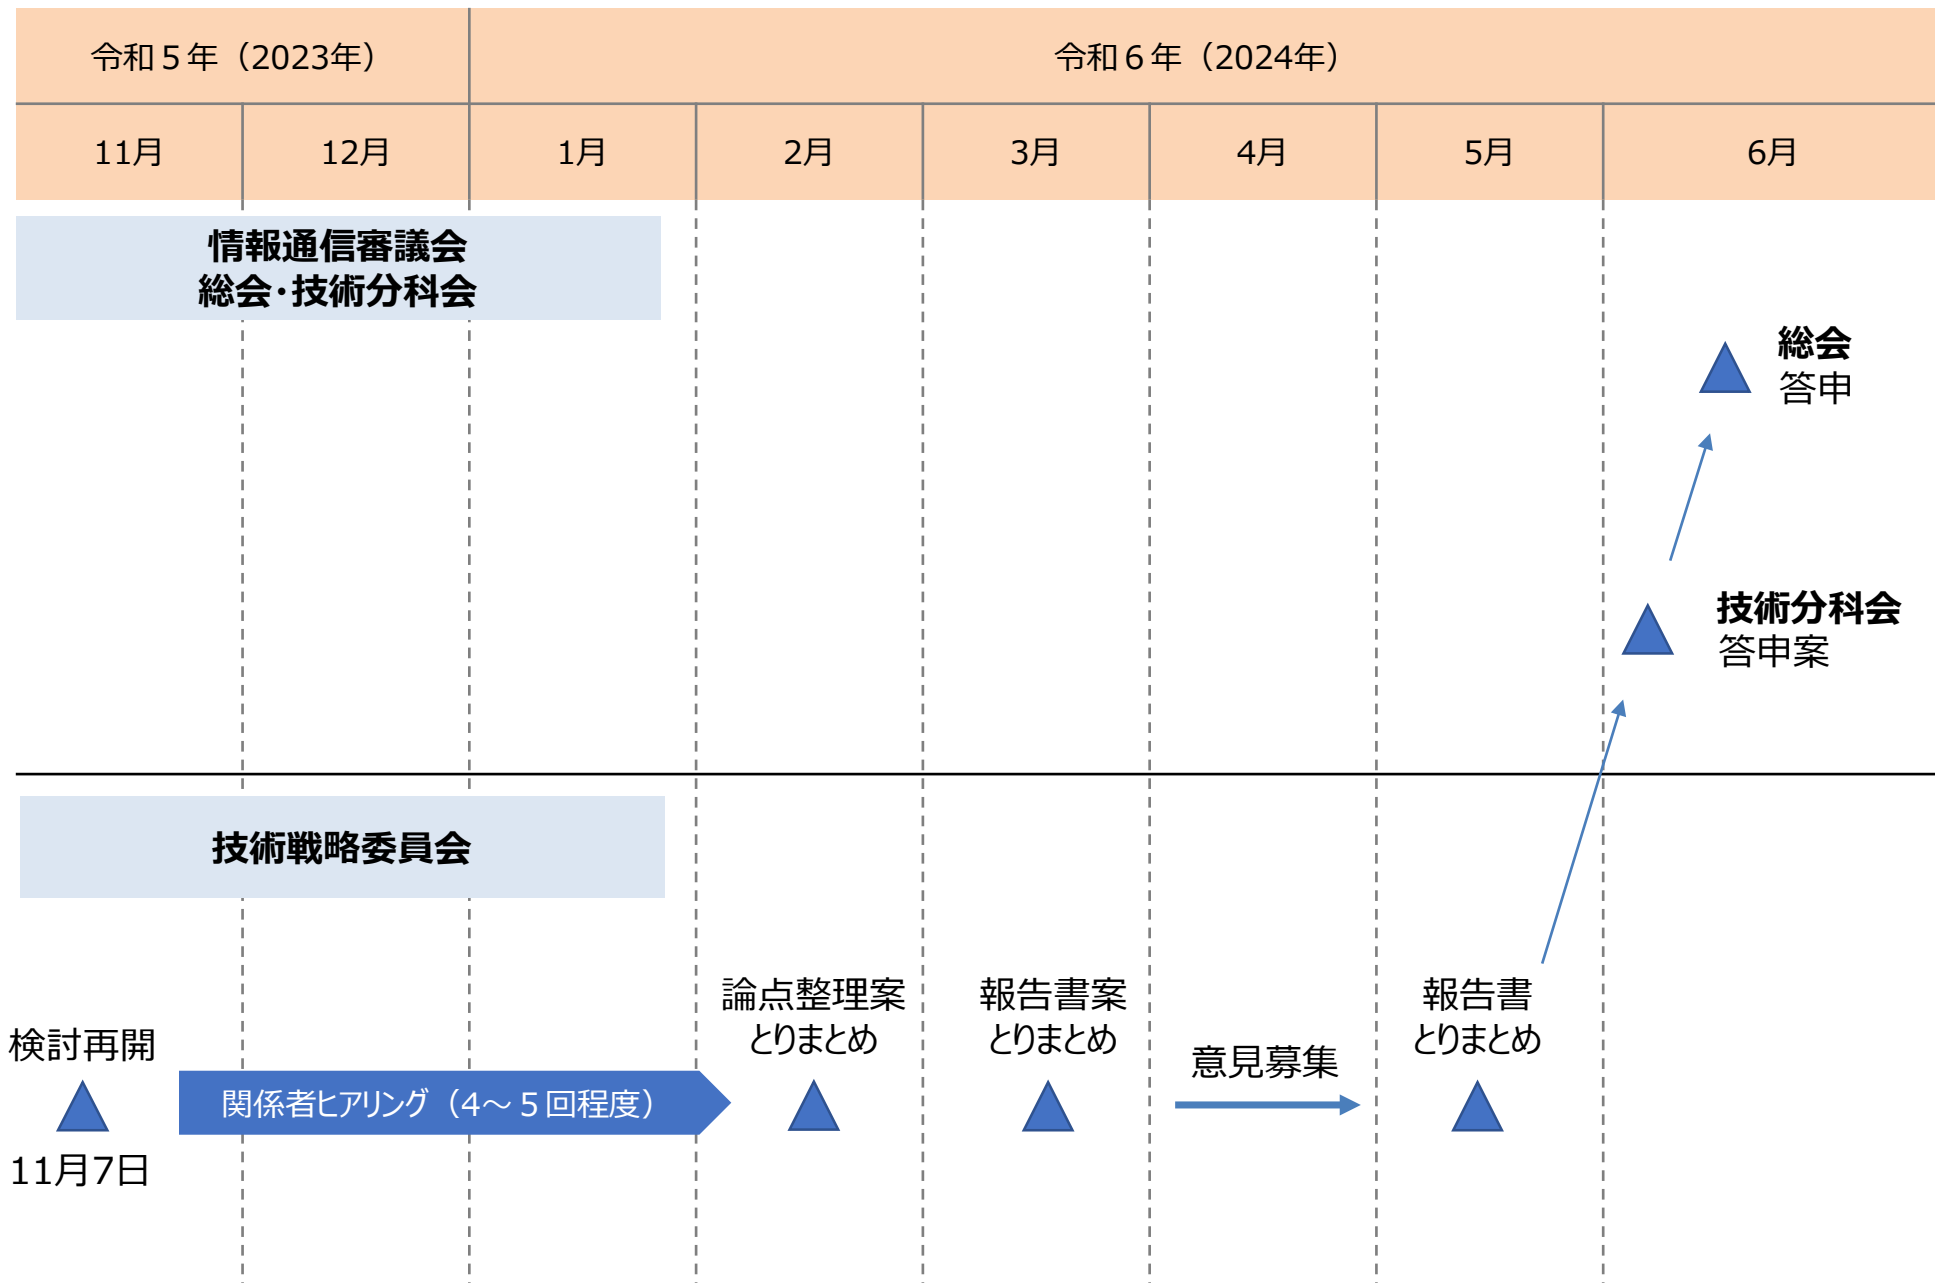 令和５年（2023年）
令和６年（2024年）
11月
12月
1月
2月
3月
4月
5月
6月
情報通信審議会
総会・技術分科会
総会
答申
技術分科会
答申案
技術戦略委員会
検討再開
11月7日
関係者ヒアリング（4～５回程度）
論点整理案
とりまとめ
報告書案
とりまとめ
意見募集
報告書
とりまとめ